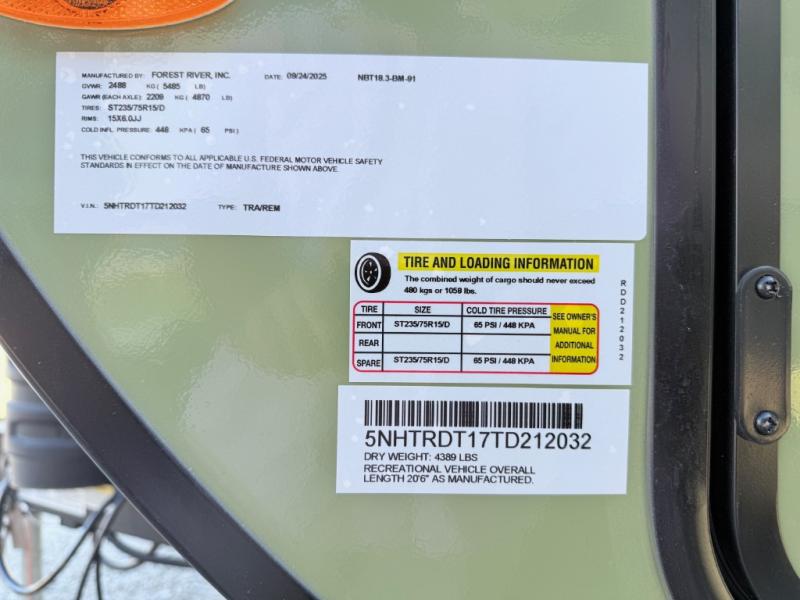 MANUFACTURED BY: FOREST RIVER, INC. DATE: 09/24/2025 NBT18.3-BM-91
GVWR: 2488 KG ( 5485 LB)
GAWR (EACH AXLE): 2209 KG ( 4870 LB)
TIRES: ST235/75R15/D
RIMS: 15X6.0JJ
COLD INFL. PRESSURE: 448 KPA ( 65 PSI )
THIS VEHICLE CONFORMS TO ALL APPLICABLE U.S. FEDERAL MOTOR VEHICLE SAFETY
STANDARDS IN EFFECT ON THE DATE OF MANUFACTURE SHOWN ABOVE.
V.I.N.: 5NHTRDT17TD212032 TYPE: TRA/REM
TIRE AND LOADING INFORMATION
The combined weight of cargo should never exceed
480 kgs or 1058 lbs.
TIRE SIZE COLD TIRE PRESSURE
FRONT ST235/75R15/D 65 PSI / 448 KPA
REAR
SPARE ST235/75R15/D 65 PSI / 448 KPA
SEE OWNER'S
MANUAL FOR
ADDITIONAL
INFORMATION
RDD212032
5NHTRDT17TD212032
DRY WEIGHT: 4389 LBS
RECREATIONAL VEHICLE OVERALL
LENGTH 20'6" AS MANUFACTURED.